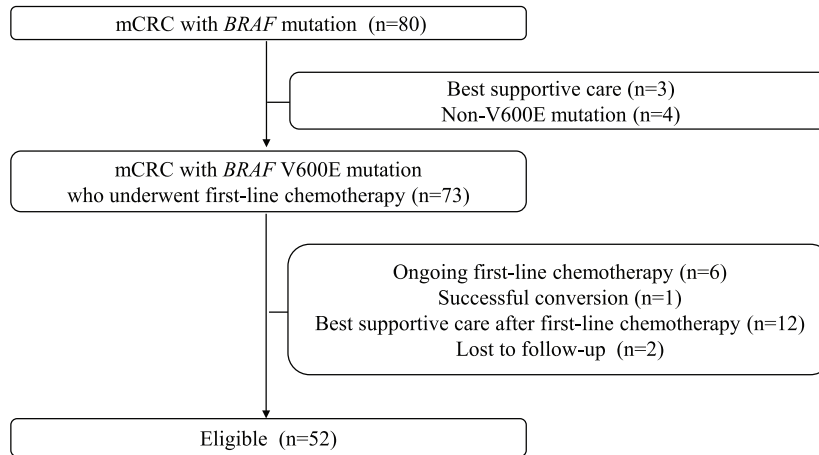 mCRC with BRAF mutation (n=80)
Best supportive care (n=3)
Non-V600E mutation (n=4)
mCRC with BRAF V600E mutation
who underwent first-line chemotherapy (n=73)
Ongoing first-line chemotherapy (n=6)
Successful conversion (n=1)
Best supportive care after first-line chemotherapy (n=12)
Lost to follow-up (n=2)
Eligible (n=52)